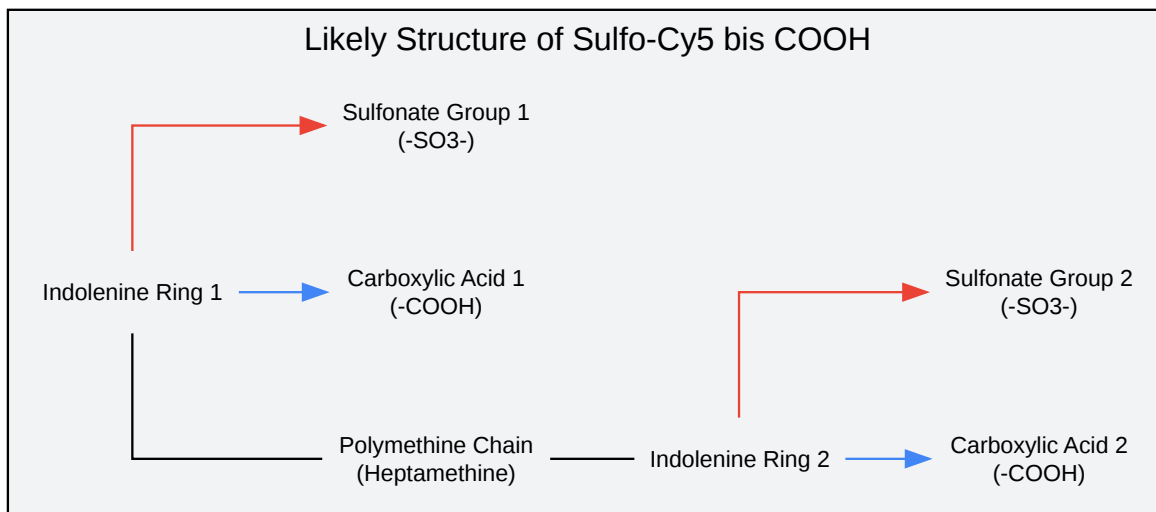 Likely Structure of Sulfo-Cy5 bis COOH
Sulfonate Group 1
(-SO3-)
Indolenine Ring 1
Carboxylic Acid 1
(-COOH)
Sulfonate Group 2
(-SO3-)
Polymethine Chain
(Heptamethine)
Indolenine Ring 2
Carboxylic Acid 2
(-COOH)